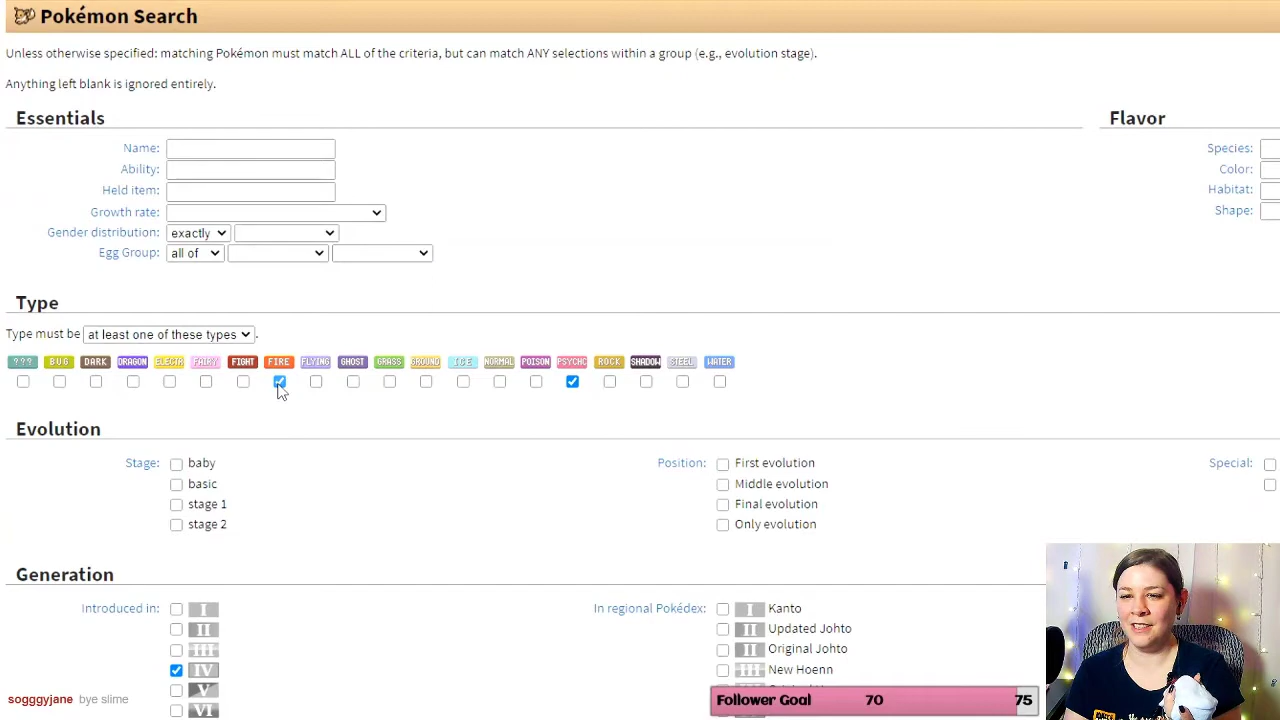 Pokémon Search
Unless otherwise specified: matching Pokémon must match ALL of the criteria, but can match ANY selections within a group (e.g., evolution stage).
Anything left blank is ignored entirely.
Essentials
Flavor
Name:
Species:
Ability:
Color:
Held item:
Habitat:
Growth rate:
Shape:
Gender distribution: exactly
Egg Group: all of
Type
Type must be at least one of these types .
??? BUG DARK DRAGON ELECTR FAIRY FIGHT FIRE FLYING GHOST GRASS GROUND ICE NORMAL POISON PSYCHC ROCK SHADOW STEEL WATER
Evolution
Stage: baby
Position: First evolution
Special:
basic
Middle evolution
stage 1
Final evolution
stage 2
Only evolution
Generation
Introduced in: I
In regional Pokédex: I Kanto
II
II Updated Johto
III
II Original Johto
IV
III New Hoenn
V
VI
sogggyjane bye slime
Follower Goal 70 75